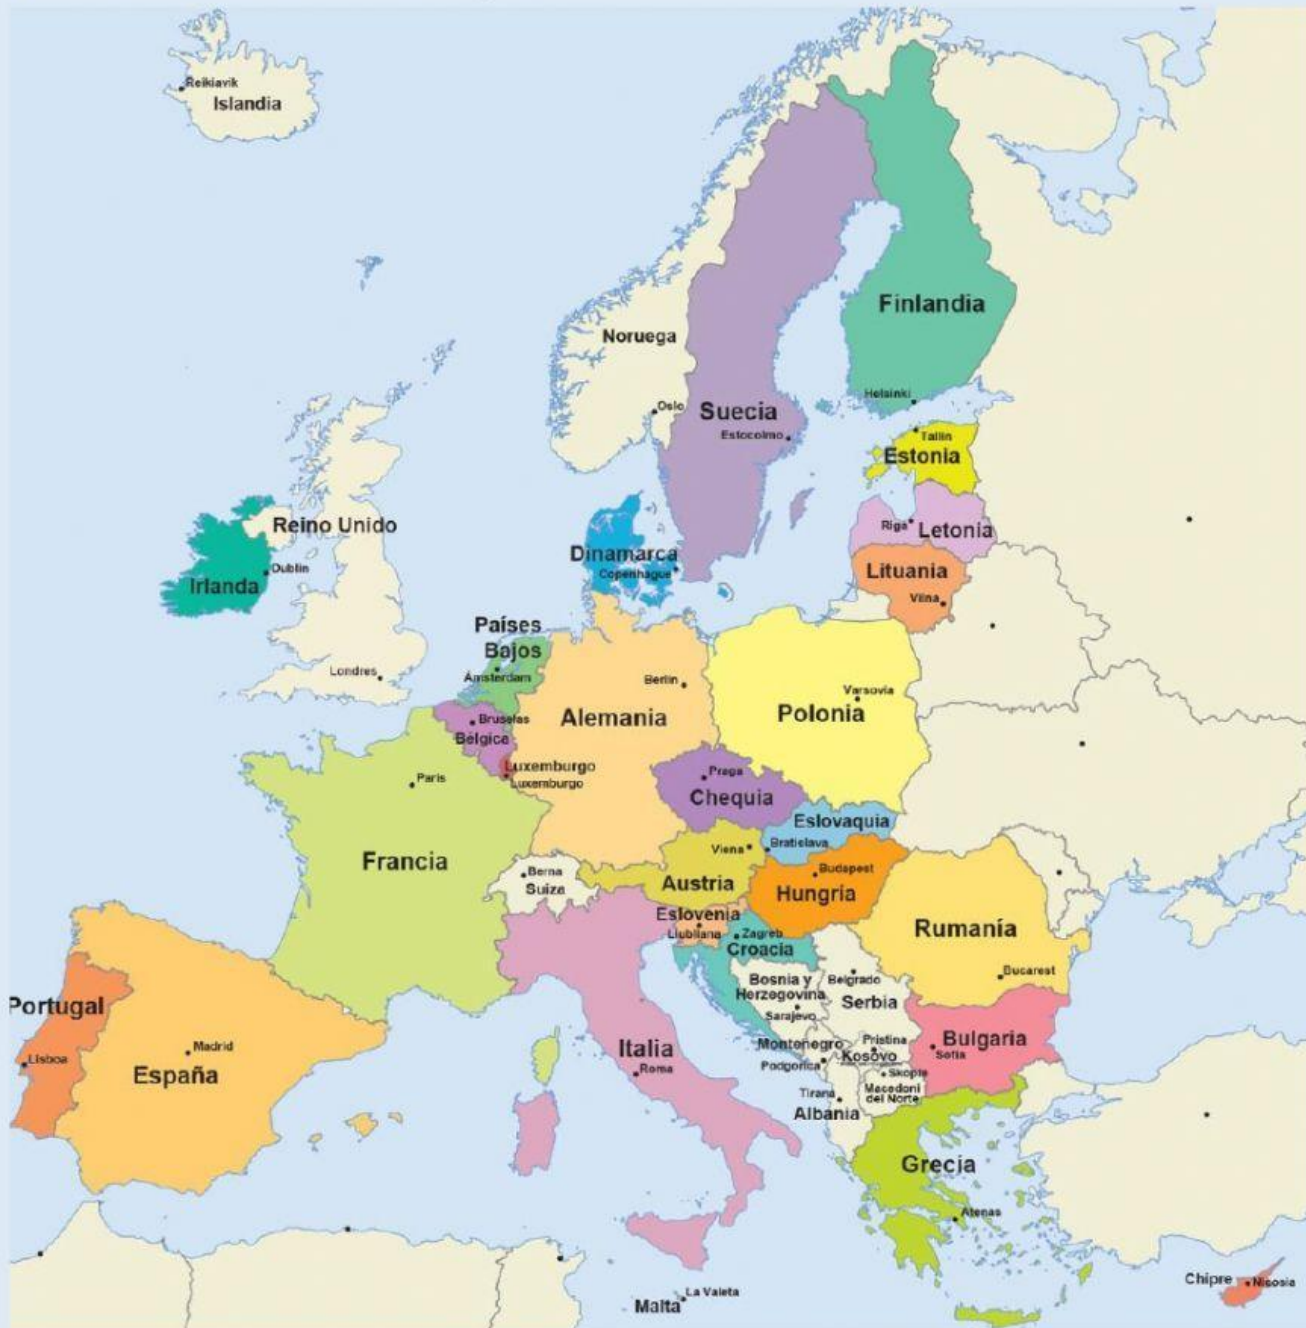 Reikiavik
Islandia
Finlandia
Noruega
Helsinki
Oslo
Suecia
Estocolmo
Tallin
Estonia
Reino Unido
Riga
Letonia
Dinamarca
Copenhague
Dublin
Irlanda
Lituania
Vilna
Países
Bajos
Ámsterdam
Londres
Berlin
Varsovia
Alemania
Polonia
Bruselas
Bélgica
Luxemburgo
Luxemburgo
Paris
Praga
Chequia
Eslovaquia
Bratislava
Viena
Francia
Berna
Suiza
Austria
Budapest
Hungría
Eslovenia
Liubliana
Zagreb
Croacia
Rumanía
Bucarest
Bosnia y
Herzegovina
Sarajevo
Belgrado
Serbia
Portugal
Lisboa
Madrid
España
Italia
Roma
Montenegro
Podgorica
Pristina
Kosovo
Bulgaria
Sofia
Skopie
Macedoni
del Norte
Tirana
Albania
Grecia
Atenas
Malta
La Valeta
Chipre
Nicosia